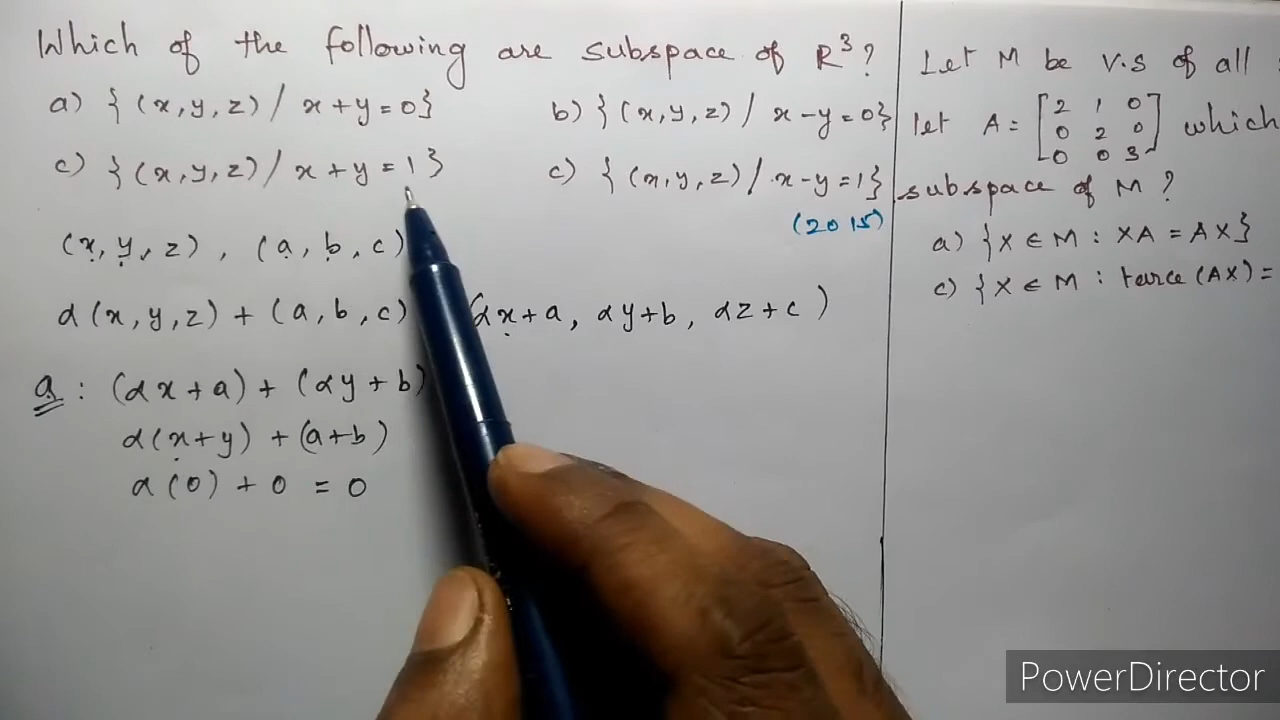 Which of the following are subspace of R³?
a) { (x, y, z) / x + y = 0}
b) { (x, y, z) / x - y = 0}
c) { (x, y, z) / x + y = 1 }
c) { (x, y, z) / x - y = 1}
(2015)
(x, y, z) , (a, b, c)
α(x, y, z) + (a, b, c) (αx + a, αy + b, αz + c)
a : (αx + a) + (αy + b)
α(x + y) + (a + b)
α(0) + 0 = 0
Let M be v.s of all
let A = [2 1 0
0 2 0
0 0 3] which
subspace of M ?
a) {X ∈ M : XA = AX}
c) {X ∈ M : tarce (AX) =
PowerDirector